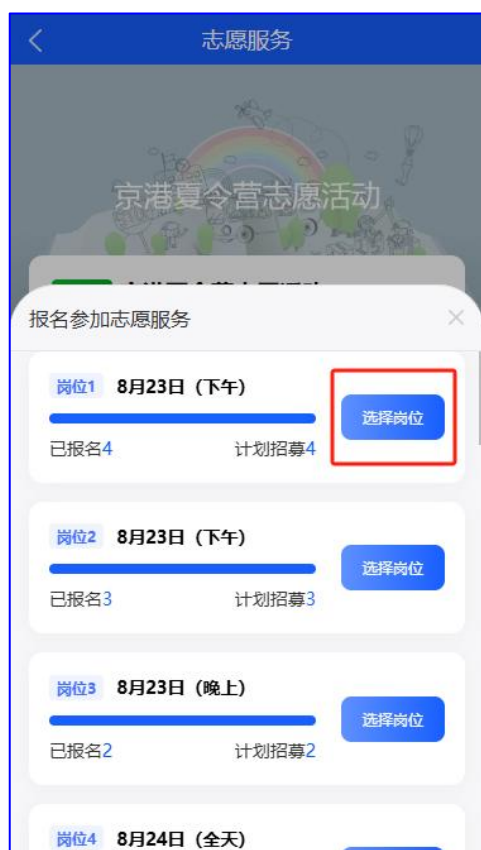 志愿服务
京港夏令营志愿活动
报名参加志愿服务
岗位1 8月23日（下午）
选择岗位
已报名4 计划招募4
岗位2 8月23日（下午）
选择岗位
已报名3 计划招募3
岗位3 8月23日（晚上）
选择岗位
已报名2 计划招募2
岗位4 8月24日（全天）